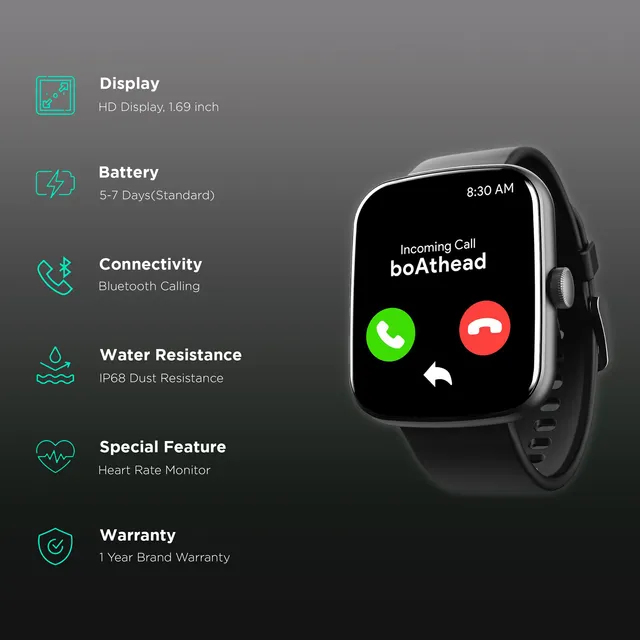 Display
HD Display, 1.69 inch
Battery
5-7 Days(Standard)
Connectivity
Bluetooth Calling
Water Resistance
IP68 Dust Resistance
Special Feature
Heart Rate Monitor
Warranty
1 Year Brand Warranty
8:30 AM
Incoming Call
boAthead